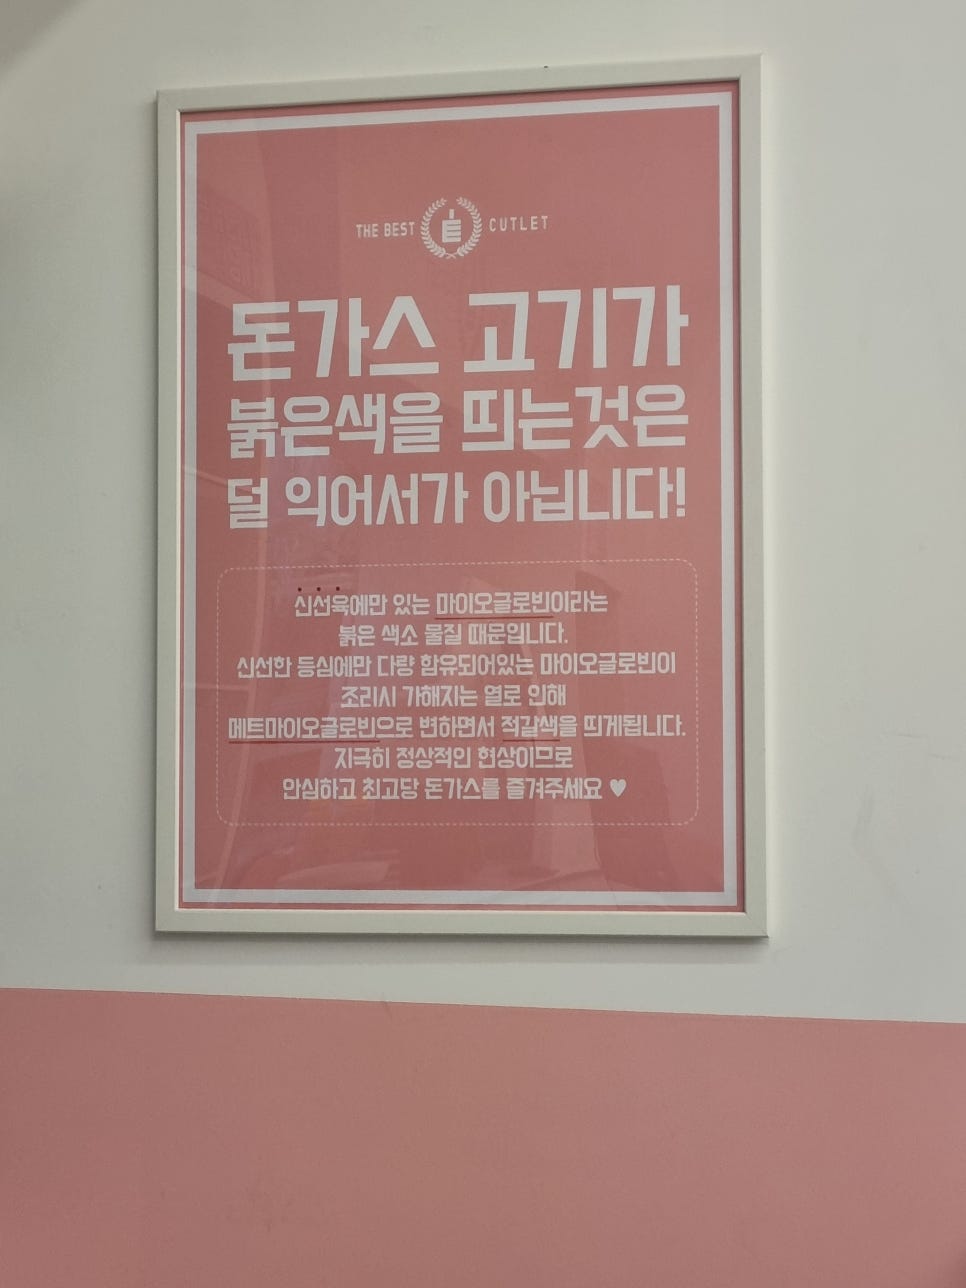 THE BEST CUTLET
돈가스 고기가
붉은색을 띄는것은
덜 익어서가 아닙니다!
신선육에만 있는 마이오글로빈이라는
붉은 색소 물질 때문입니다.
신선한 등심에만 다량 함유되어있는 마이오글로빈이
조리시 가해지는 열로 인해
메트마이오글로빈으로 변하면서 적갈색을 띄게됩니다.
지극히 정상적인 현상이므로
안심하고 최고당 돈가스를 즐겨주세요 ♥